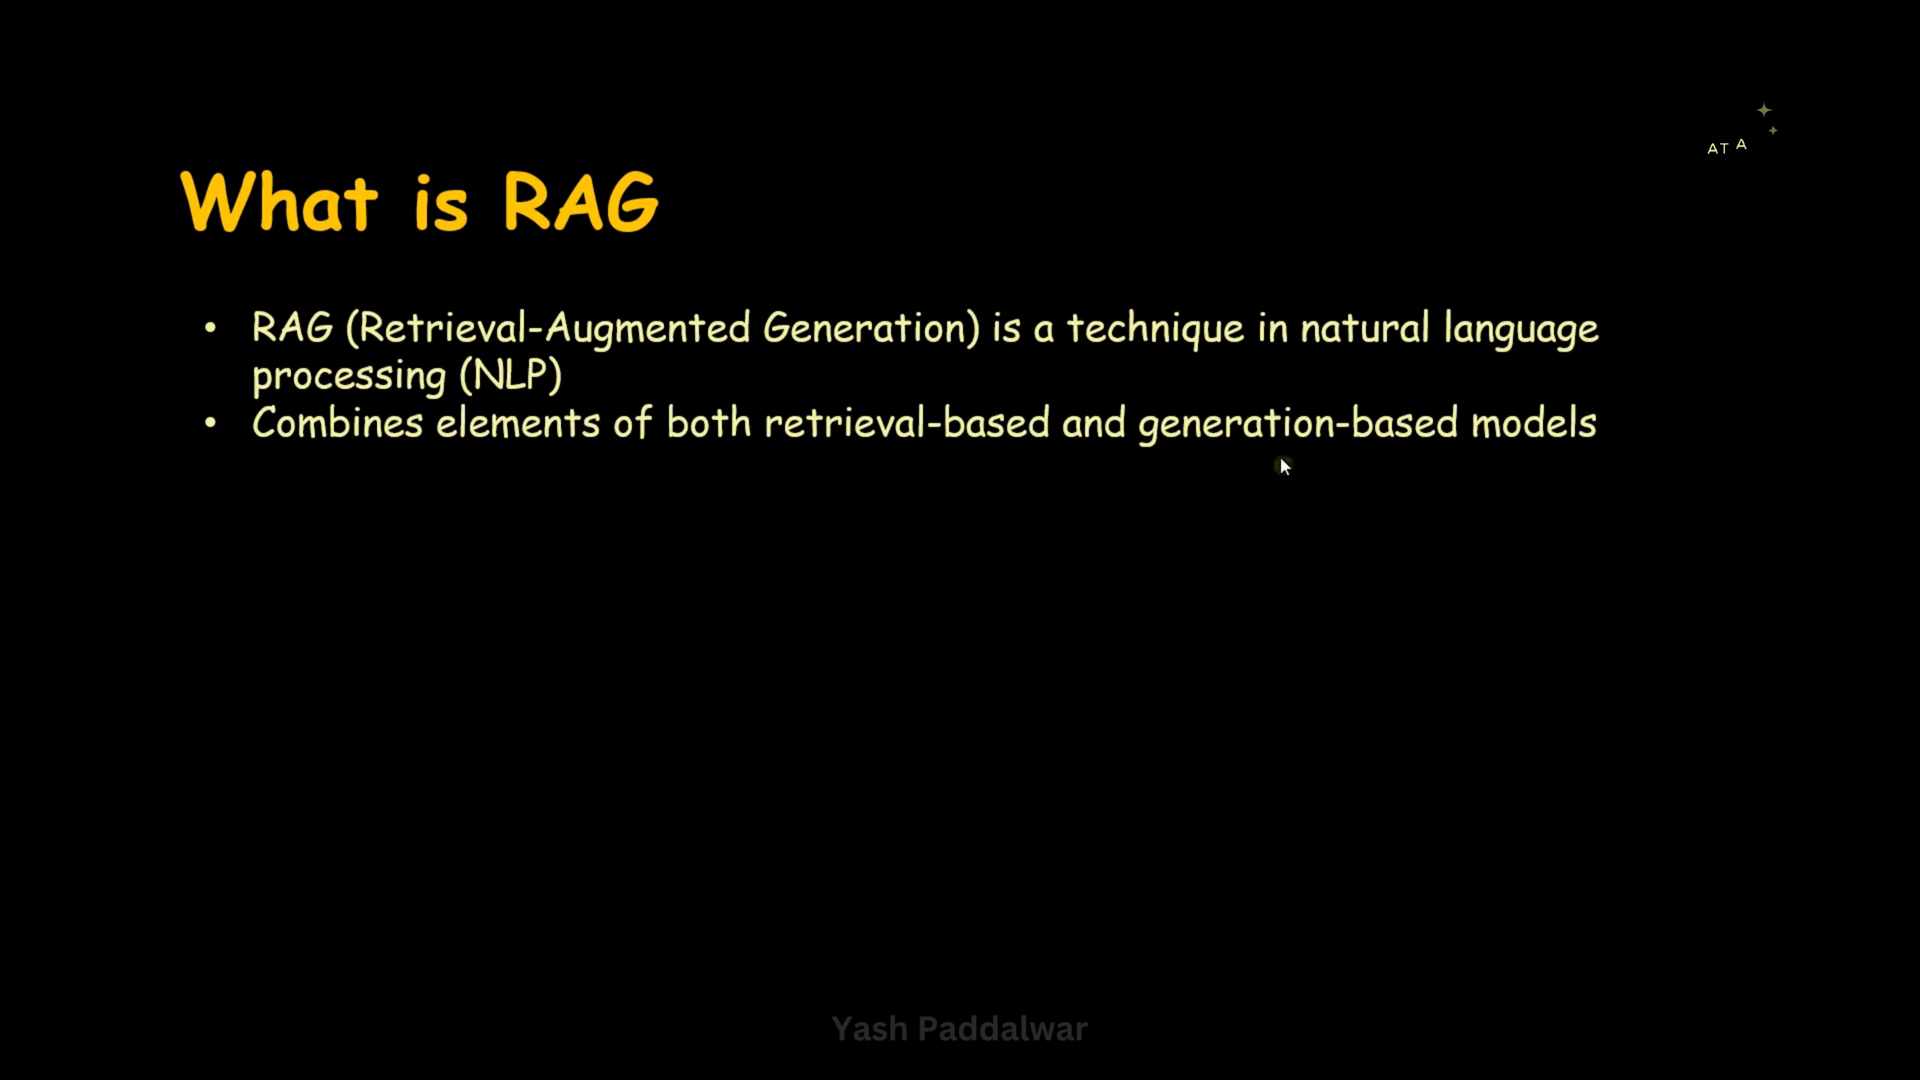 AT A
What is RAG
• RAG (Retrieval-Augmented Generation) is a technique in natural language
processing (NLP)
• Combines elements of both retrieval-based and generation-based models
Yash Paddalwar